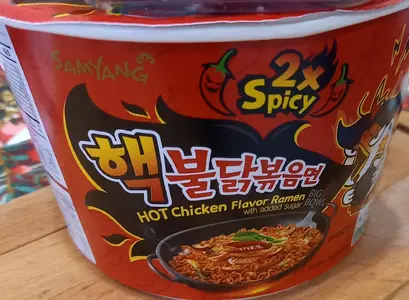 SAMYANG
2x
Spicy
핵불닭볶음면
HOT Chicken Flavor Ramen
with added sugar
BIG
BOWL